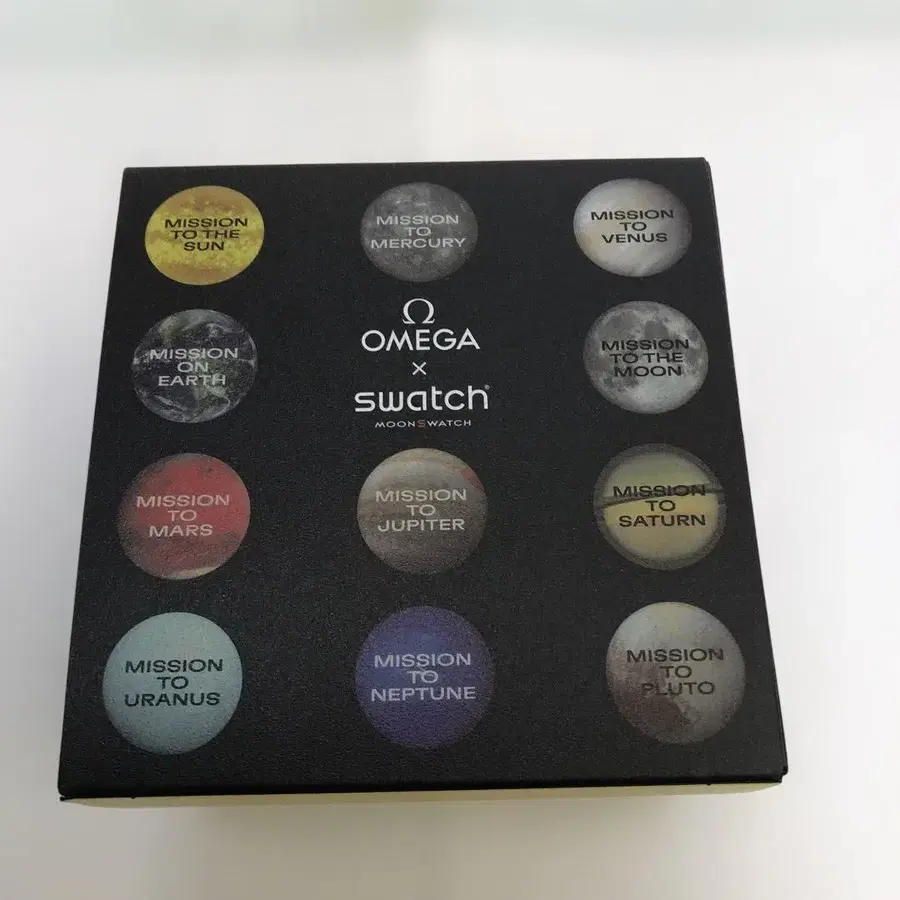 MISSION
TO THE
SUN
MISSION
TO
MERCURY
MISSION
TO
VENUS
Ω
OMEGA
×
swatch®
MOONSWATCH
MISSION
ON
EARTH
MISSION
TO THE
MOON
MISSION
TO
MARS
MISSION
TO
JUPITER
MISSION
TO
SATURN
MISSION
TO
URANUS
MISSION
TO
NEPTUNE
MISSION
TO
PLUTO